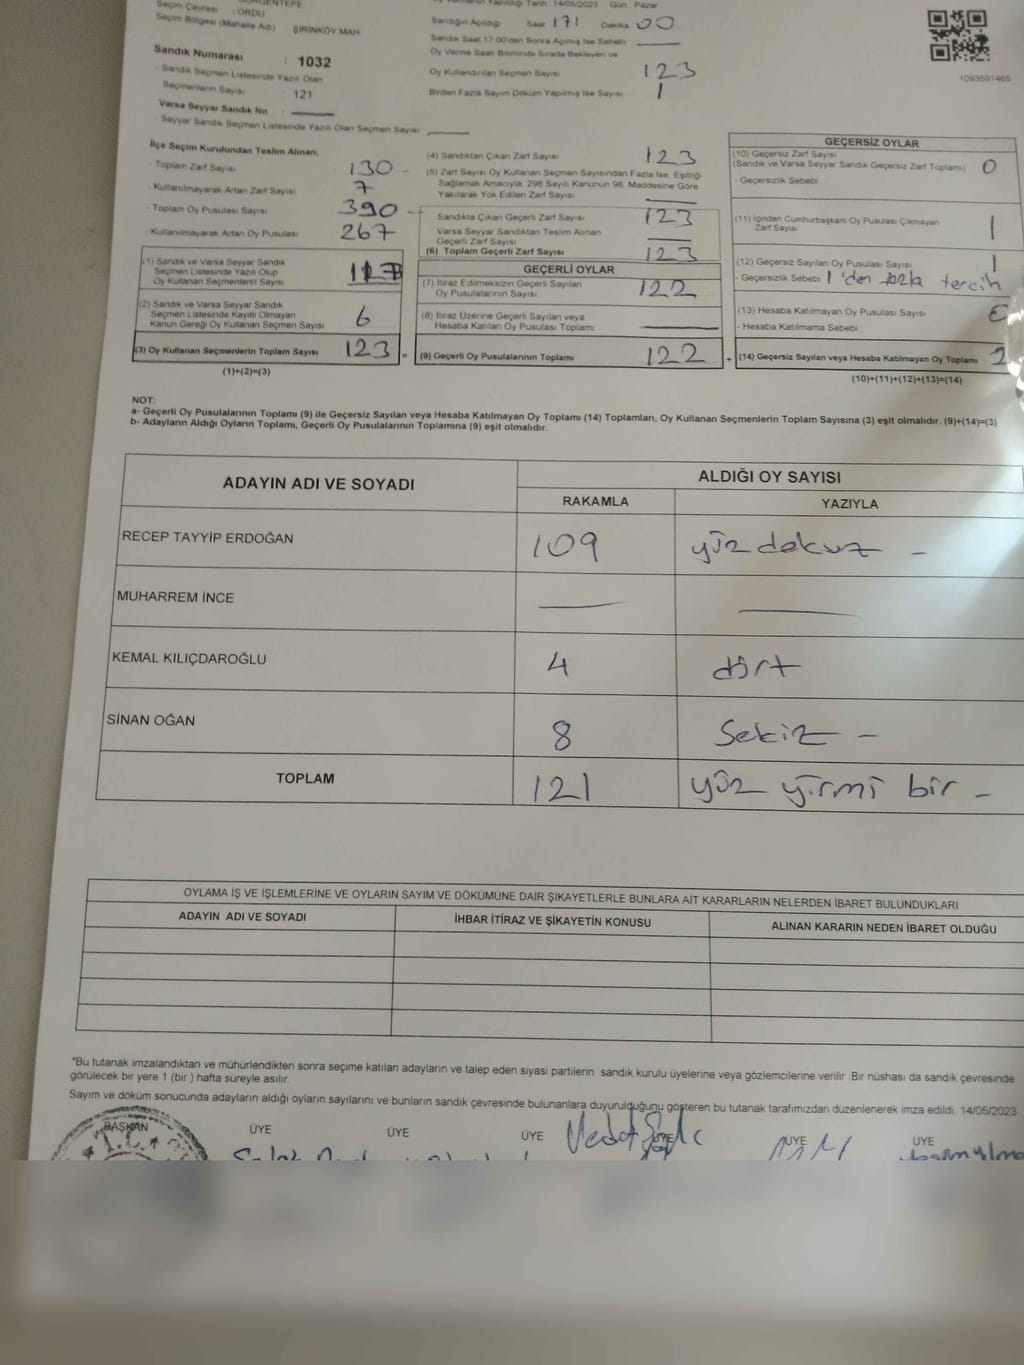 Seçim Çevresi : ORDU
Seçim Bölgesi (Mahalle Adı) ŞİRİNKÖY MAH.
Sandık Numarası : 1032
- Sandık Seçmen Listesinde Yazılı Olan
Seçmenlerin Sayısı : 121
Varsa Seyyar Sandık No :
- Seyyar Sandık Seçmen Listesinde Yazılı Olan Seçmen Sayısı
14/05/2023 Gün Pazar
Sandığın Açıldığı Saat 17 Dakika 00
Sandık Saat 17:00'den Sonra Açımış İse Sebebi
Oy Verme Saati Bitiminde Sırada Bekleyen ve
Oy Kullandırılan Seçmen Sayısı 123
Birden Fazla Sayım Döküm Yapılmış İse Sayısı 1
1093591465
İlçe Seçim Kurulundan Teslim Alınan:
- Toplam Zarf Sayısı 130
- Kullanılmayarak Artan Zarf Sayısı 7
- Toplam Oy Pusulası Sayısı 390
- Kullanılmayarak Artan Oy Pusulası 267
(1) Sandık ve Varsa Seyyar Sandık
Seçmen Listesinde Yazılı Olup
Oy Kullanan Seçmenlerin Sayısı 117
(2) Sandık ve Varsa Seyyar Sandık
Seçmen Listesinde Kayıtlı Olmayan
Kanun Gereği Oy Kullanan Seçmen Sayısı 6
(3) Oy Kullanan Seçmenlerin Toplam Sayısı 123 =
(1)+(2)=(3)
(4) Sandıktan Çıkan Zarf Sayısı 123
(5) Zarf Sayısı Oy Kullanan Seçmen Sayısından Fazla İse, Eşitliği
Sağlamak Amacıyla, 298 Sayılı Kanunun 98. Maddesine Göre
Yakılarak Yok Edilen Zarf Sayısı
Sandıkta Çıkan Geçerli Zarf Sayısı 123
Varsa Seyyar Sandıktan Teslim Alınan
Geçerli Zarf Sayısı
(6) Toplam Geçerli Zarf Sayısı 123
GEÇERLİ OYLAR
(7) İtiraz Edilmeksizin Geçerli Sayılan
Oy Pusulalarının Sayısı 122
(8) İtiraz Üzerine Geçerli Sayılan veya
Hesaba Katılan Oy Pusulası Toplamı
(9) Geçerli Oy Pusulalarının Toplamı 122 +
GEÇERSİZ OYLAR
(10) Geçersiz Zarf Sayısı
(Sandık ve Varsa Seyyar Sandık Geçersiz Zarf Toplamı) 0
- Geçersizlik Sebebi
(11) İçinden Cumhurbaşkanı Oy Pusulası Çıkmayan
Zarf Sayısı 1
(12) Geçersiz Sayılan Oy Pusulası Sayısı 1
- Geçersizlik Sebebi 1'den fazla tercih
(13) Hesaba Katılmayan Oy Pusulası Sayısı 0
- Hesaba Katılmama Sebebi
(14) Geçersiz Sayılan veya Hesaba Katılmayan Oy Toplamı 2
(10)+(11)+(12)+(13)=(14)
NOT:
a- Geçerli Oy Pusulalarının Toplamı (9) ile Geçersiz Sayılan veya Hesaba Katılmayan Oy Toplamı (14) Toplamları, Oy Kullanan Seçmenlerin Toplam Sayısına (3) eşit olmalıdır. (9)+(14)=(3)
b- Adayların Aldığı Oyların Toplamı, Geçerli Oy Pusulalarının Toplamına (9) eşit olmalıdır.
ADAYIN ADI VE SOYADI
ALDIĞI OY SAYISI
RAKAMLA YAZIYLA
RECEP TAYYİP ERDOĞAN 109 yüz dokuz -
MUHARREM İNCE
KEMAL KILIÇDAROĞLU 4 dört
SİNAN OĞAN 8 Sekiz -
TOPLAM 121 yüz yirmi bir -
OYLAMA İŞ VE İŞLEMLERİNE VE OYLARIN SAYIM VE DÖKÜMÜNE DAİR ŞİKAYETLERLE BUNLARA AİT KARARLARIN NELERDEN İBARET BULUNDUKLARI
ADAYIN ADI VE SOYADI İHBAR İTİRAZ VE ŞİKAYETİN KONUSU ALINAN KARARIN NEDEN İBARET OLDUĞU
*Bu tutanak imzalandıktan ve mühürlendikten sonra seçime katılan adayların ve talep eden siyasi partilerin sandık kurulu üyelerine veya gözlemcilerine verilir. Bir nüshası da sandık çevresinde
görülecek bir yere 1 (bir ) hafta süreyle asılır.
Sayım ve döküm sonucunda adayların aldığı oyların sayılarını ve bunların sandık çevresinde bulunanlara duyurulduğunu gösteren bu tutanak tarafımızdan düzenlenerek imza edildi. 14/05/2023
BAŞKAN ÜYE ÜYE ÜYE ÜYE ÜYE ÜYE
T.C.